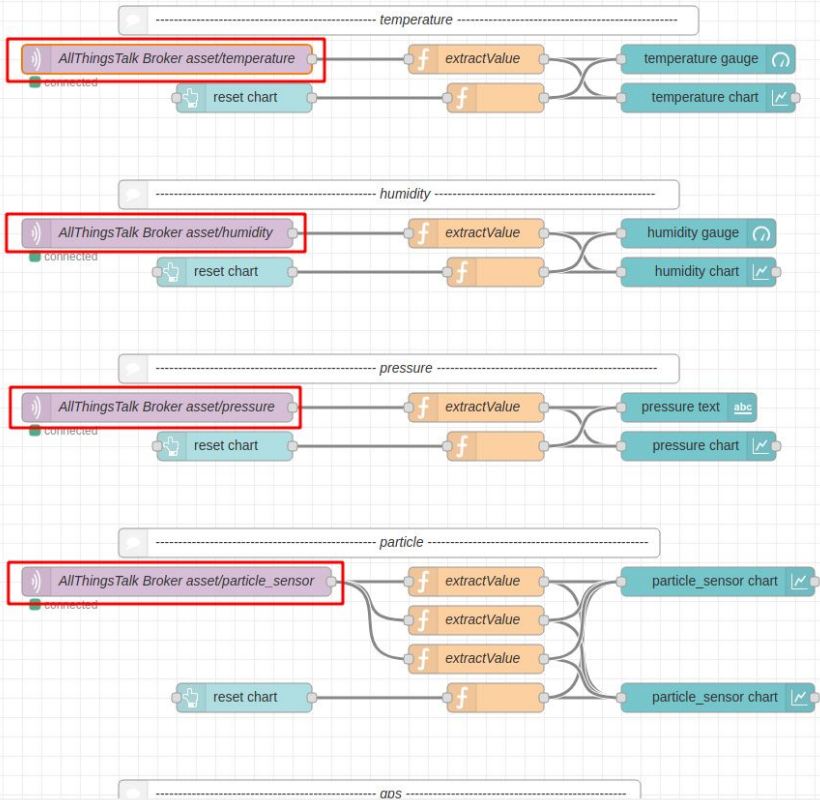 ---------------------------------------------------- temperature ----------------------------------------------------
AllThingsTalk Broker asset/temperature
extractValue
temperature gauge
connected
reset chart
temperature chart
---------------------------------------------------- humidity ----------------------------------------------------
AllThingsTalk Broker asset/humidity
extractValue
humidity gauge
connected
reset chart
humidity chart
---------------------------------------------------- pressure ----------------------------------------------------
AllThingsTalk Broker asset/pressure
extractValue
pressure text
abc
connected
reset chart
pressure chart
---------------------------------------------------- particle ----------------------------------------------------
AllThingsTalk Broker asset/particle_sensor
extractValue
particle_sensor chart
connected
extractValue
extractValue
reset chart
particle_sensor chart
---------------------------------------------------- gps ----------------------------------------------------